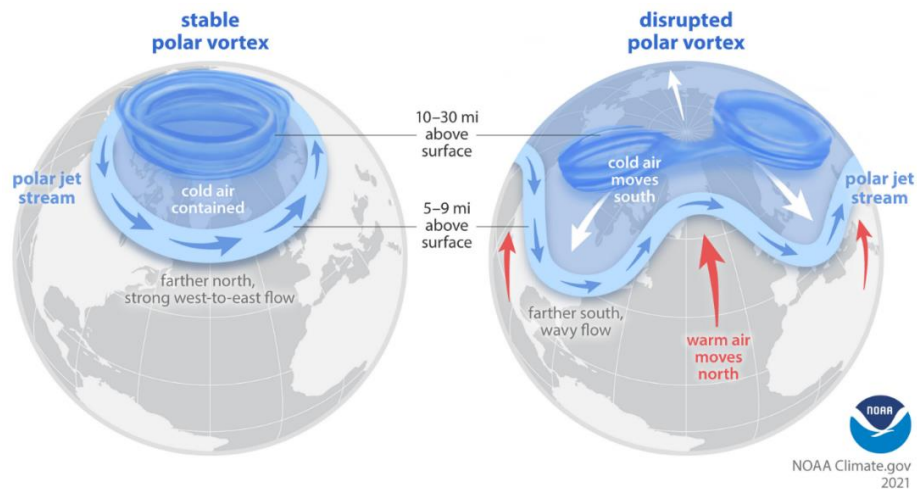 stable
polar vortex
disrupted
polar vortex
10–30 mi
above
surface
polar jet
stream
cold air
contained
5–9 mi
above
surface
farther north,
strong west-to-east flow
cold air
moves
south
polar jet
stream
farther south,
wavy flow
warm air
moves
north
NOAA
NOAA Climate.gov
2021